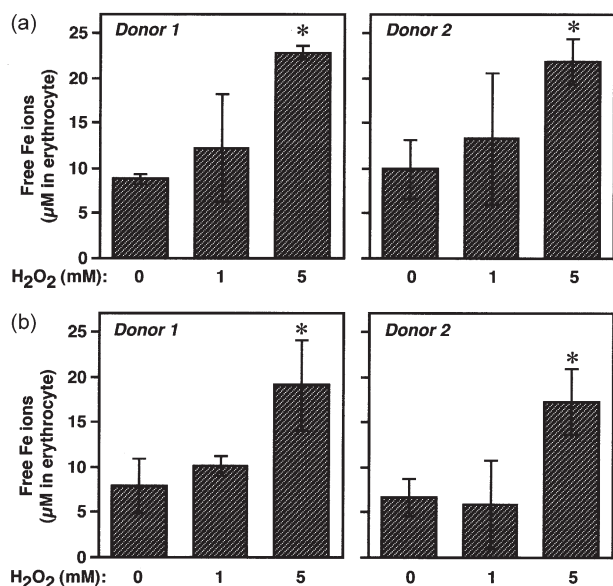 (a)
Donor 1
Donor 2
Free Fe ions
(µM in erythrocyte)
25
20
15
10
5
0
*
*
H2O2 (mM): 0 1 5 0 1 5
(b)
Donor 1
Donor 2
Free Fe ions
(µM in erythrocyte)
25
20
15
10
5
0
*
*
H2O2 (mM): 0 1 5 0 1 5